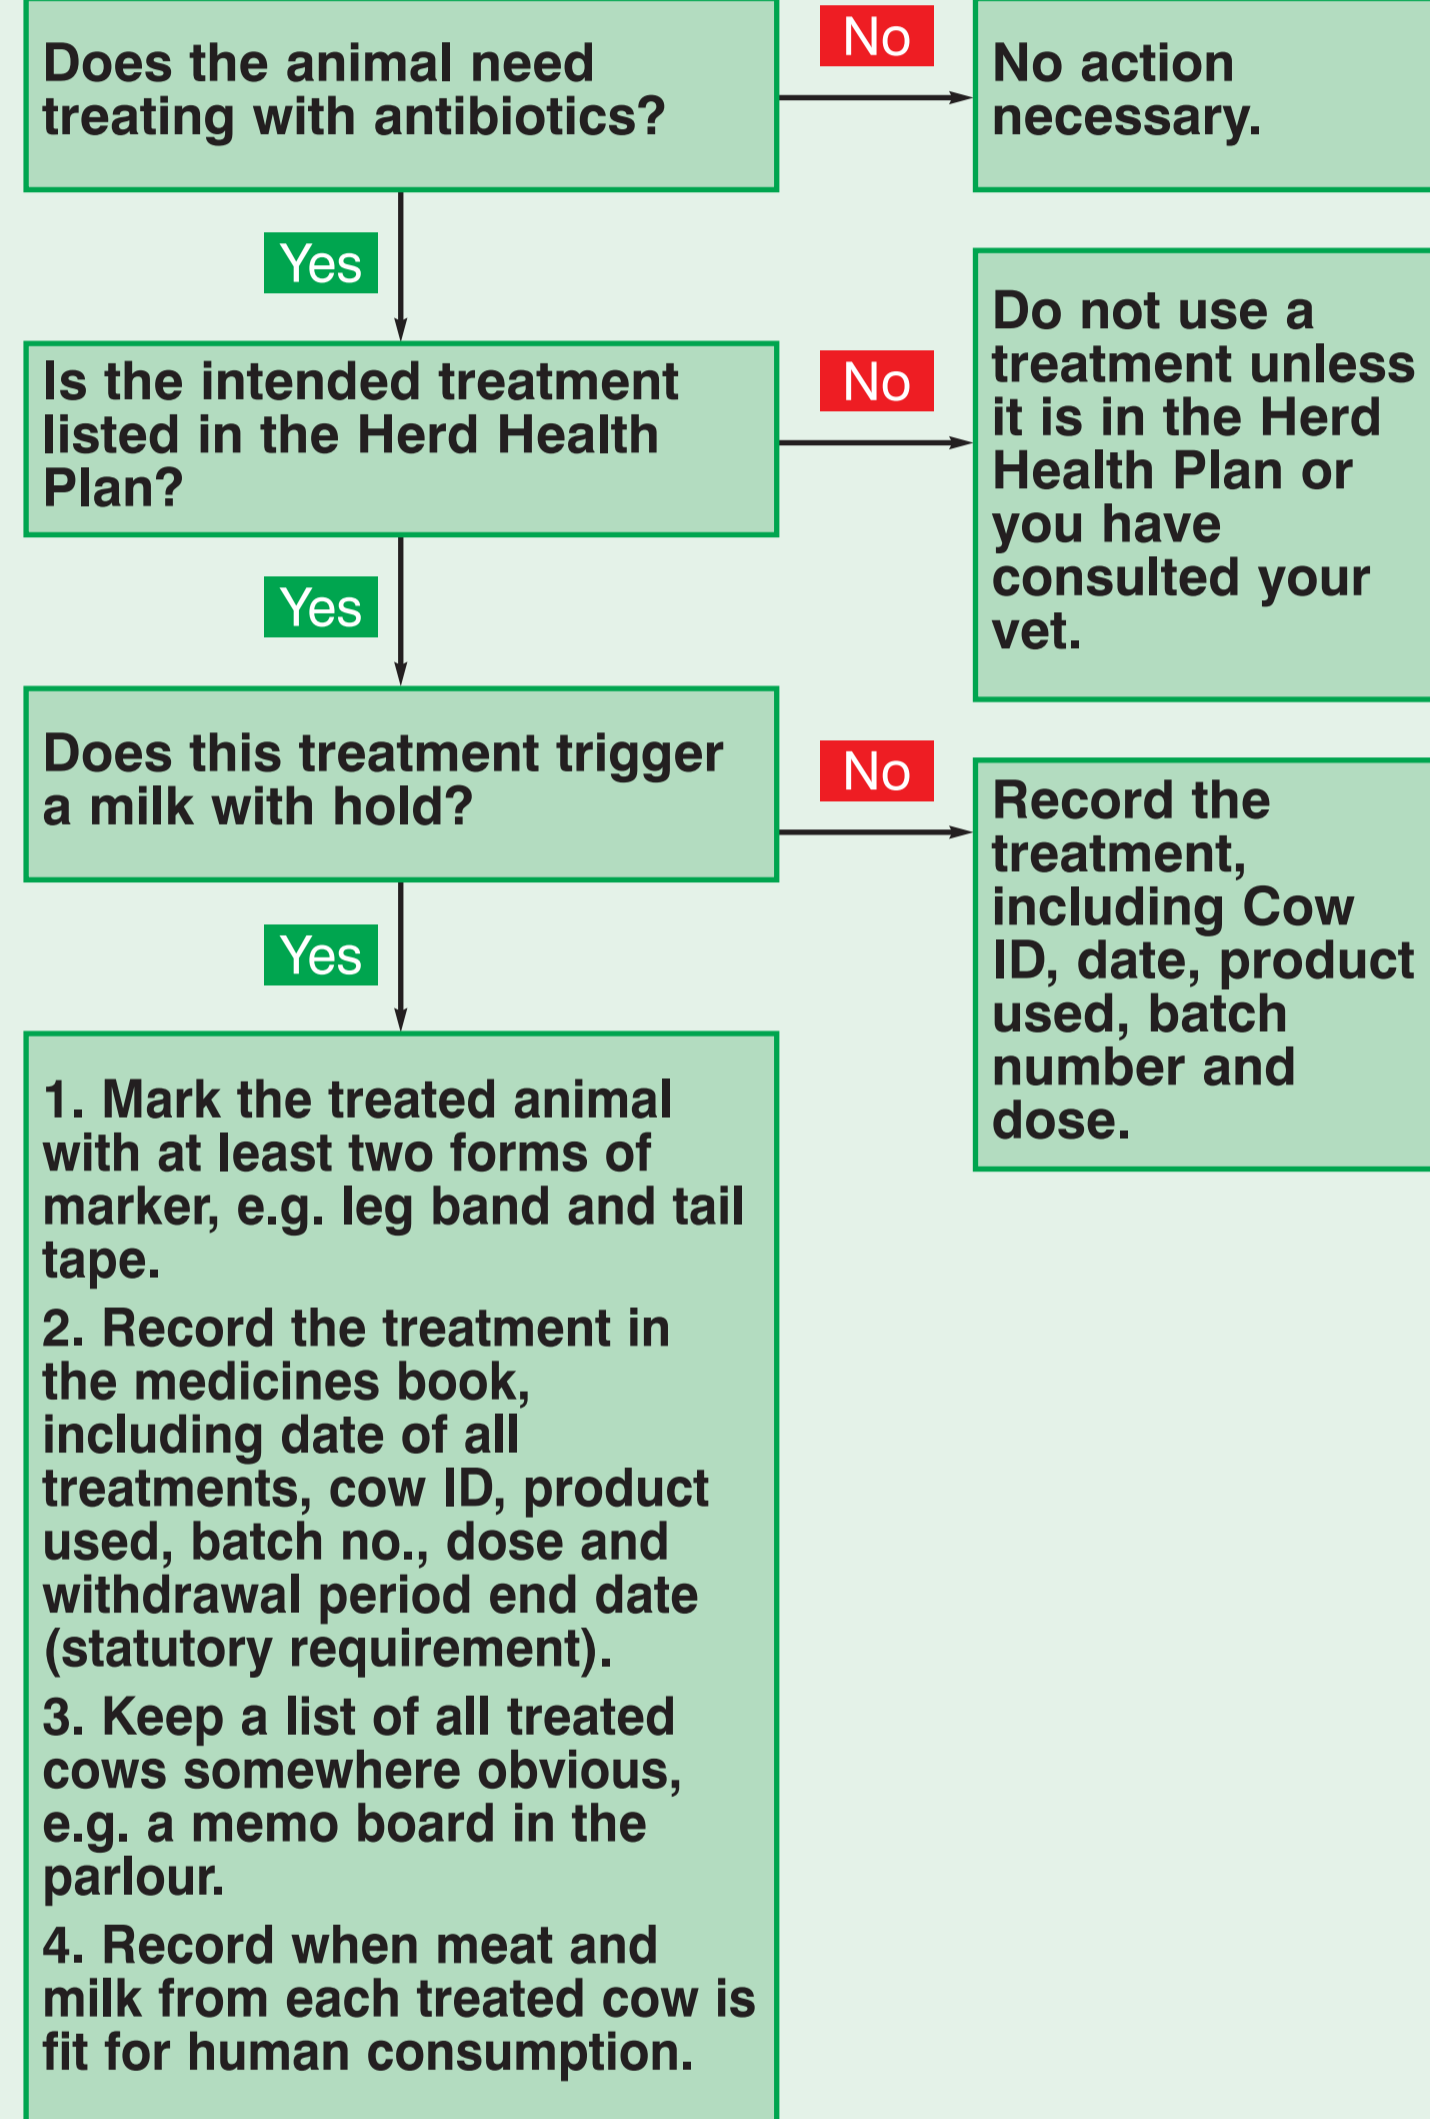 Does the animal need
treating with antibiotics?
No
No action
necessary.
Yes
Is the intended treatment
listed in the Herd Health
Plan?
No
Do not use a
treatment unless
it is in the Herd
Health Plan or
you have
consulted your
vet.
Yes
Does this treatment trigger
a milk with hold?
No
Record the
treatment,
including Cow
ID, date, product
used, batch
number and
dose.
Yes
1. Mark the treated animal
with at least two forms of
marker, e.g. leg band and tail
tape.
2. Record the treatment in
the medicines book,
including date of all
treatments, cow ID, product
used, batch no., dose and
withdrawal period end date
(statutory requirement).
3. Keep a list of all treated
cows somewhere obvious,
e.g. a memo board in the
parlour.
4. Record when meat and
milk from each treated cow is
fit for human consumption.